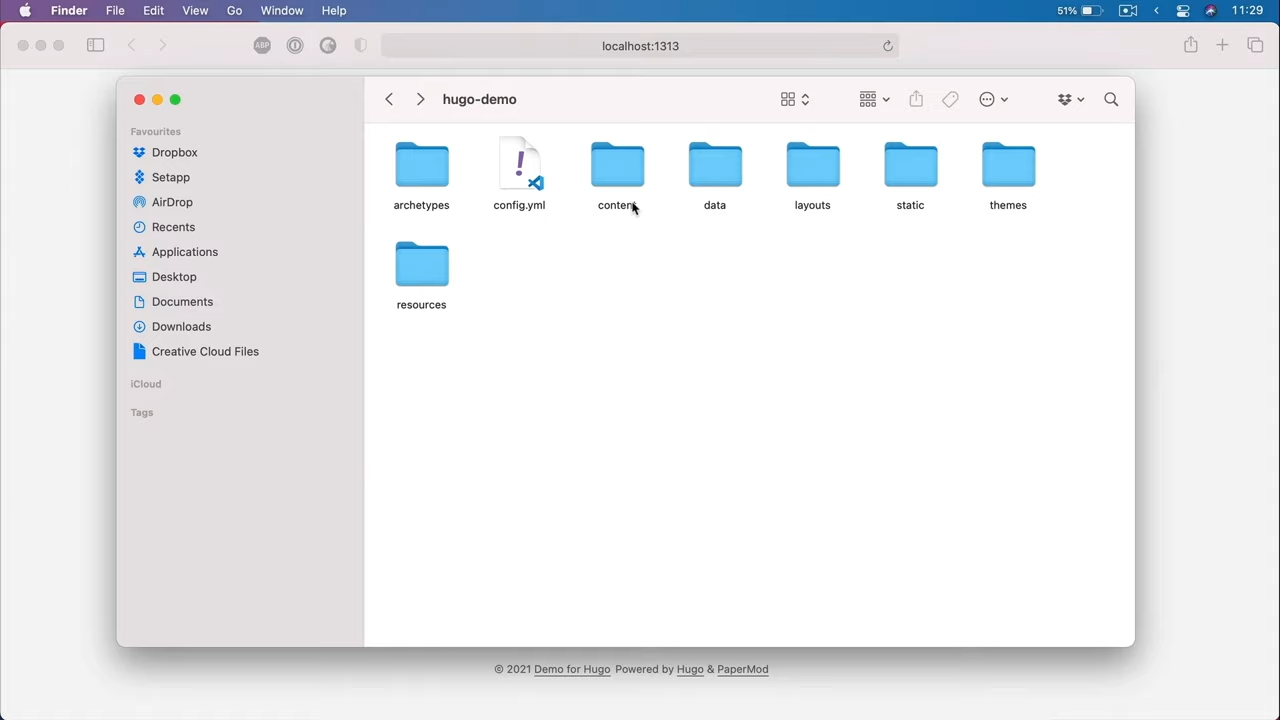 Finder File Edit View Go Window Help 51% 11:29
ABP localhost:1313
hugo-demo
Favourites
Dropbox
Setapp
AirDrop
Recents
Applications
Desktop
Documents
Downloads
Creative Cloud Files
iCloud
Tags
archetypes config.yml content data layouts static themes
resources
© 2021 Demo for Hugo Powered by Hugo & PaperMod